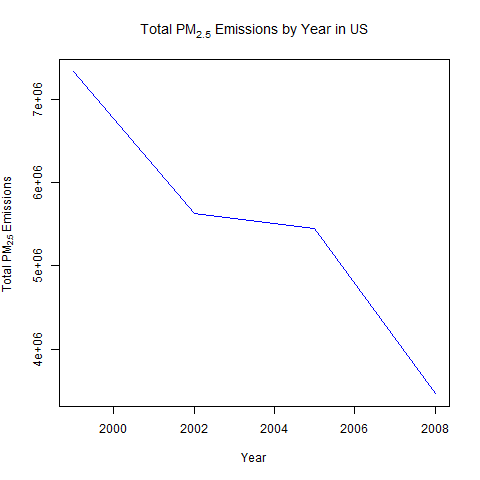 Total PM2.5 Emissions by Year in US
Total PM2.5 Emissions
7e+06
6e+06
5e+06
4e+06
2000 2002 2004 2006 2008
Year